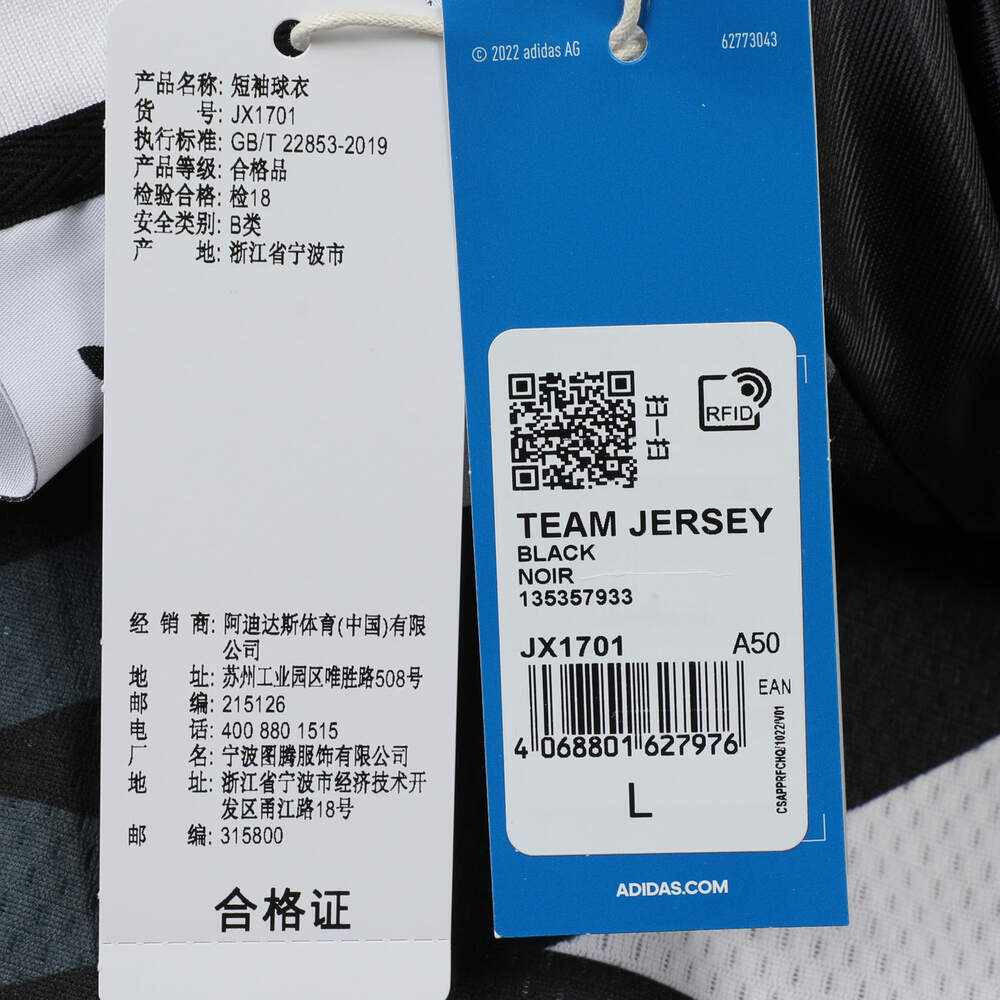 产品名称: 短袖球衣
货 号: JX1701
执行标准: GB/T 22853-2019
产品等级: 合格品
检验合格: 检18
安全类别: B类
产 地: 浙江省宁波市
经 销 商: 阿迪达斯体育(中国)有限
公司
地 址: 苏州工业园区唯胜路508号
邮 编: 215126
电 话: 400 880 1515
厂 名: 宁波图腾服饰有限公司
地 址: 浙江省宁波市经济技术开
发区甬江路18号
邮 编: 315800
合格证
© 2022 adidas AG
62773043
扫一扫
RFID
TEAM JERSEY
BLACK
NOIR
135357933
JX1701
A50
EAN
4 068801 627976
CSAPPRFCHQ/1022/V01
L
ADIDAS.COM